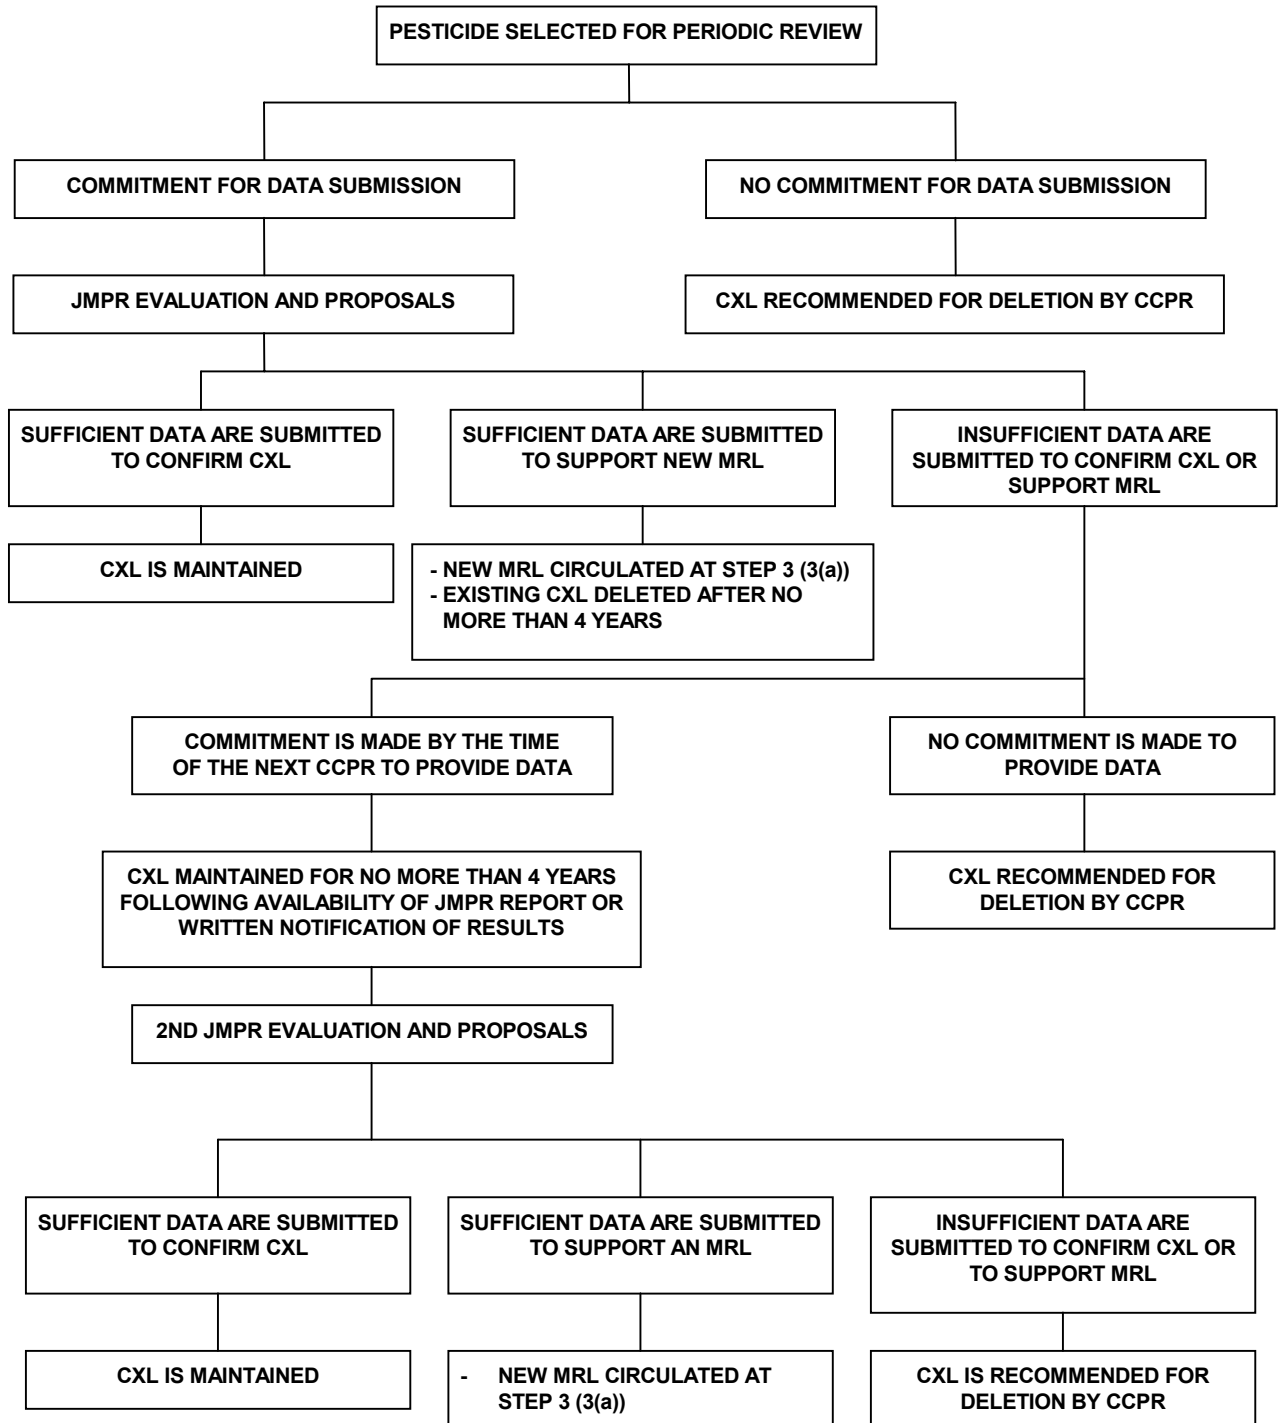 PESTICIDE SELECTED FOR PERIODIC REVIEW
COMMITMENT FOR DATA SUBMISSION
NO COMMITMENT FOR DATA SUBMISSION
JMPR EVALUATION AND PROPOSALS
CXL RECOMMENDED FOR DELETION BY CCPR
SUFFICIENT DATA ARE SUBMITTED
TO CONFIRM CXL
SUFFICIENT DATA ARE SUBMITTED
TO SUPPORT NEW MRL
INSUFFICIENT DATA ARE
SUBMITTED TO CONFIRM CXL OR
SUPPORT MRL
CXL IS MAINTAINED
- NEW MRL CIRCULATED AT STEP 3 (3(a))
- EXISTING CXL DELETED AFTER NO
MORE THAN 4 YEARS
COMMITMENT IS MADE BY THE TIME
OF THE NEXT CCPR TO PROVIDE DATA
NO COMMITMENT IS MADE TO
PROVIDE DATA
CXL MAINTAINED FOR NO MORE THAN 4 YEARS
FOLLOWING AVAILABILITY OF JMPR REPORT OR
WRITTEN NOTIFICATION OF RESULTS
CXL RECOMMENDED FOR
DELETION BY CCPR
2ND JMPR EVALUATION AND PROPOSALS
SUFFICIENT DATA ARE SUBMITTED
TO CONFIRM CXL
SUFFICIENT DATA ARE SUBMITTED
TO SUPPORT AN MRL
INSUFFICIENT DATA ARE
SUBMITTED TO CONFIRM CXL OR
TO SUPPORT MRL
CXL IS MAINTAINED
- NEW MRL CIRCULATED AT
STEP 3 (3(a))
CXL IS RECOMMENDED FOR
DELETION BY CCPR